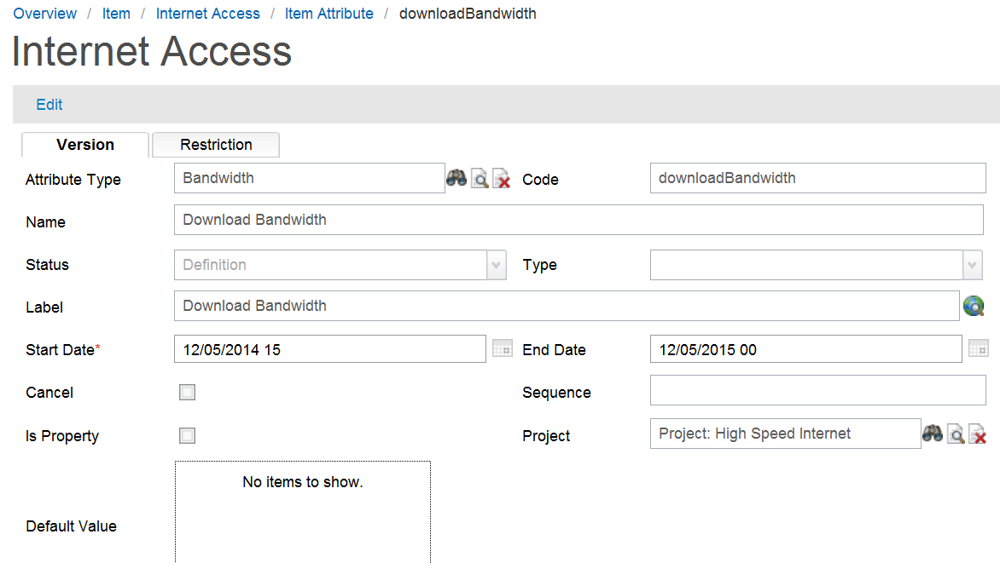 Overview / Item / Internet Access / Item Attribute / downloadBandwidth
Internet Access
Edit
Version Restriction
Attribute Type Bandwidth Code downloadBandwidth
Name Download Bandwidth
Status Definition Type
Label Download Bandwidth
Start Date* 12/05/2014 15 End Date 12/05/2015 00
Cancel Sequence
Is Property Project Project: High Speed Internet
No items to show.
Default Value